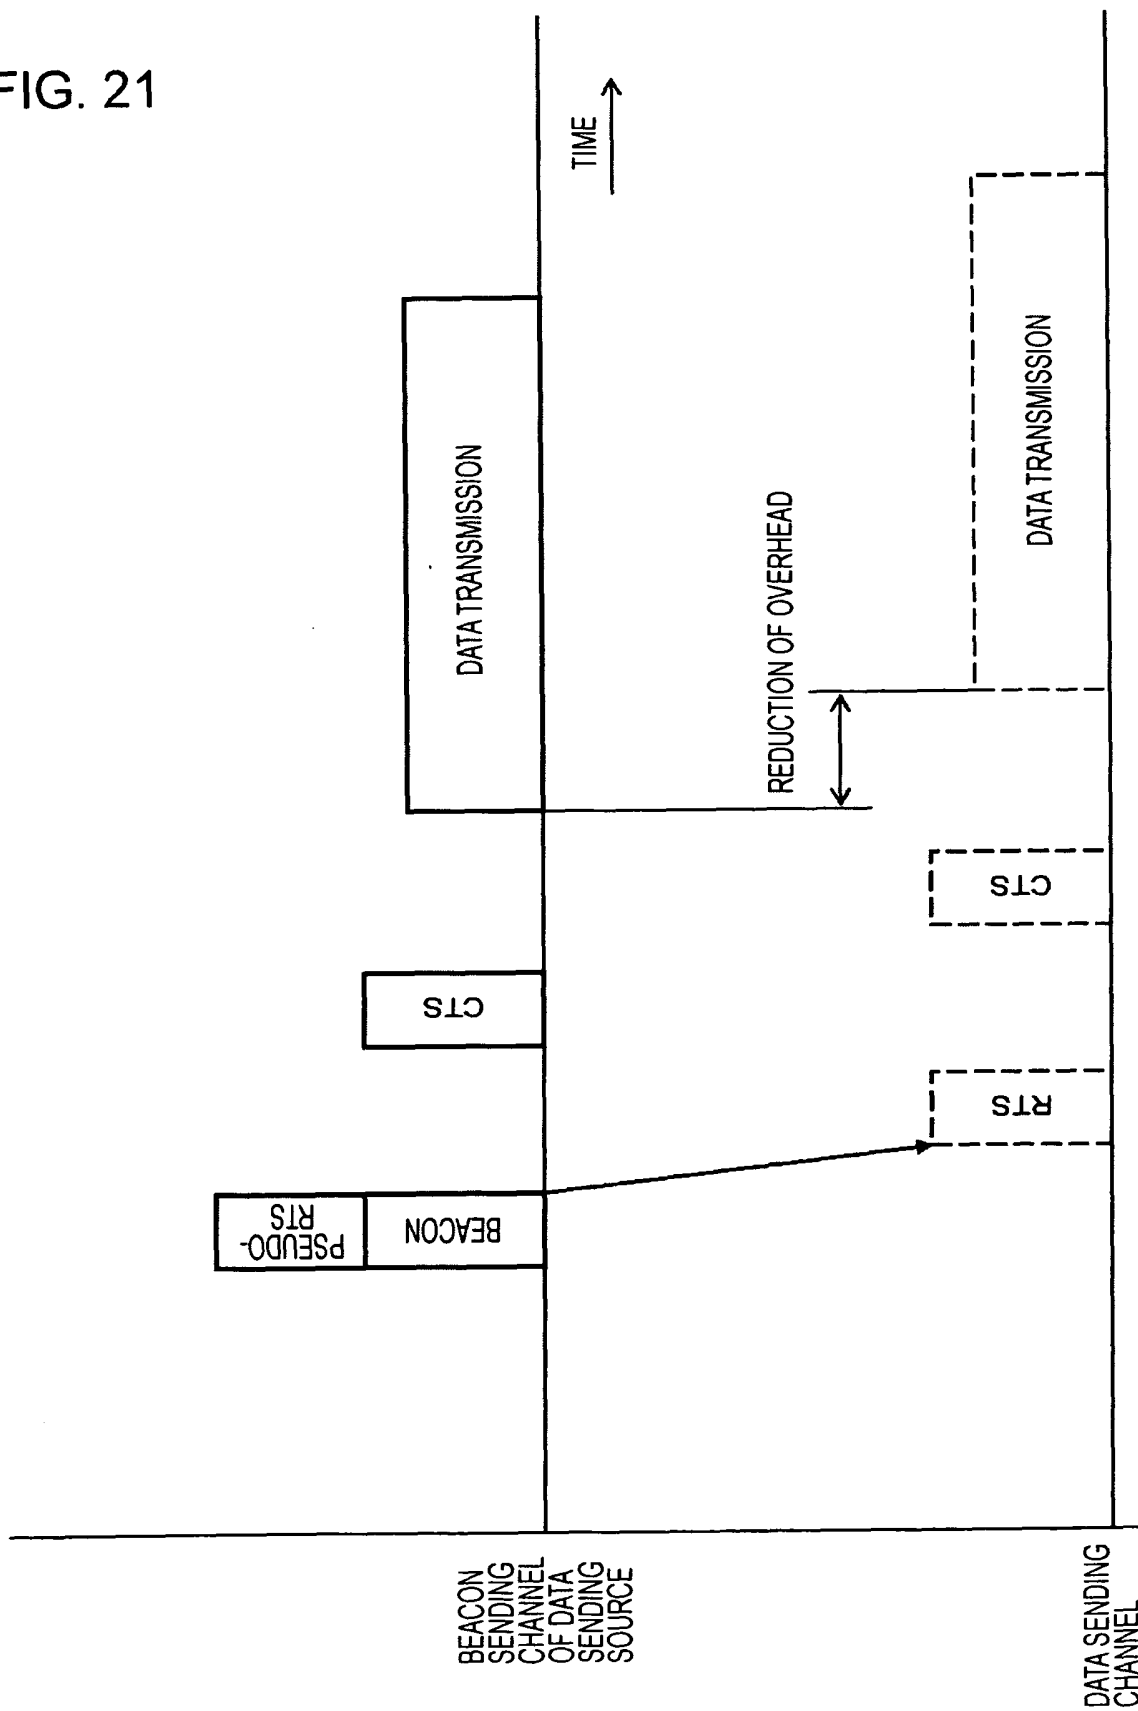 FIG. 21
TIME
BEACON
SENDING
CHANNEL
OF DATA
SENDING
SOURCE
PSEUDO-
RTS
BEACON
CTS
DATA TRANSMISSION
REDUCTION OF OVERHEAD
DATA SENDING
CHANNEL
RTS
CTS
DATA TRANSMISSION